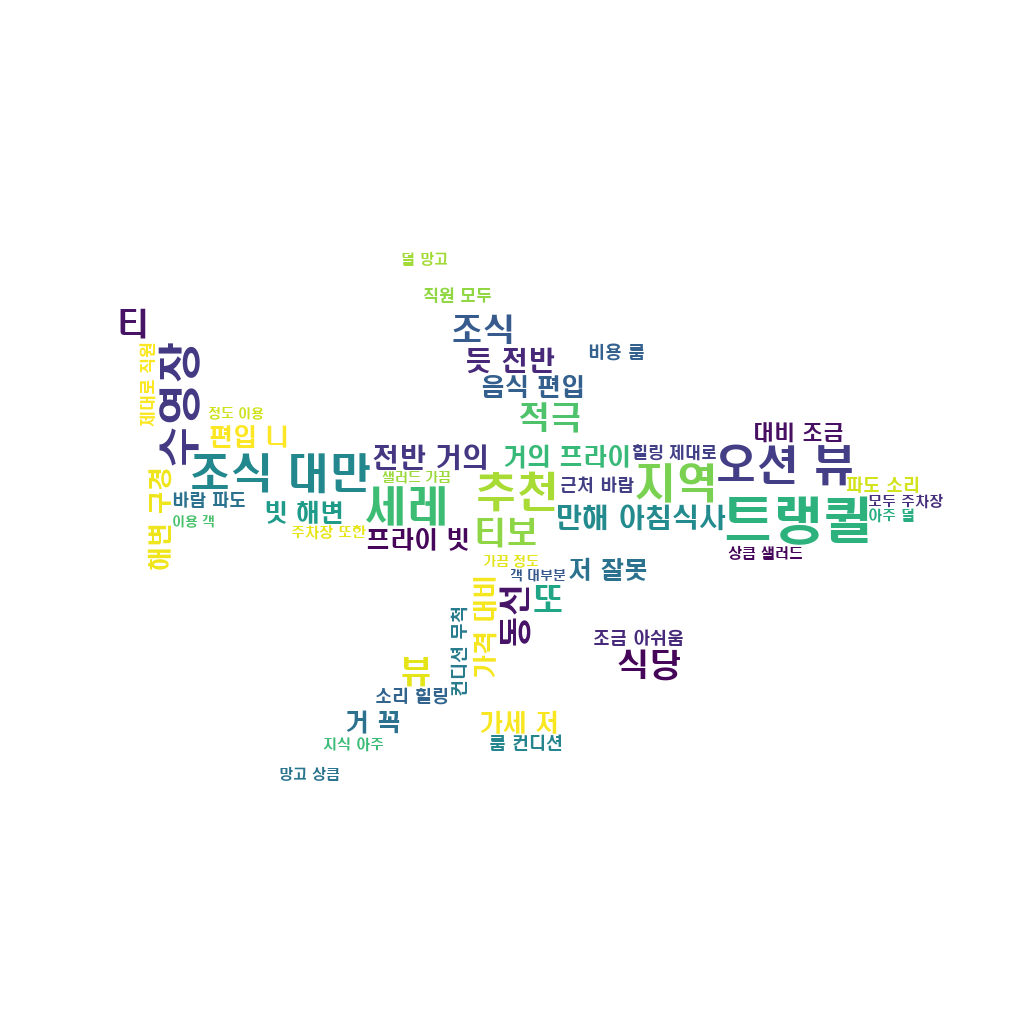 덜 망고
직원 모두
티
조식
비용 룸
듯 전반
제대로 직원
수영장
음식 편입
정도 이용
적극
대비 조금
편입 니
전반 거의
거의 프라이
힐링 제대로
오션 뷰
조식 대만
샐러드 가끔
추천
근처 바람
지역
파도 소리
해변 구경
바람 파도
빗 해변
세레
모두 주차장
이용 객
주차장 또한
프라이 빗
티보
만해 아침식사
트랭퀼
아주 덜
상큼 샐러드
가끔 정도
객 대부분
저 잘못
가격 대비
동선
또
컨디션 무척
조금 아쉬움
식당
뷰
소리 힐링
거 꼭
가세 저
지식 아주
룸 컨디션
망고 상큼